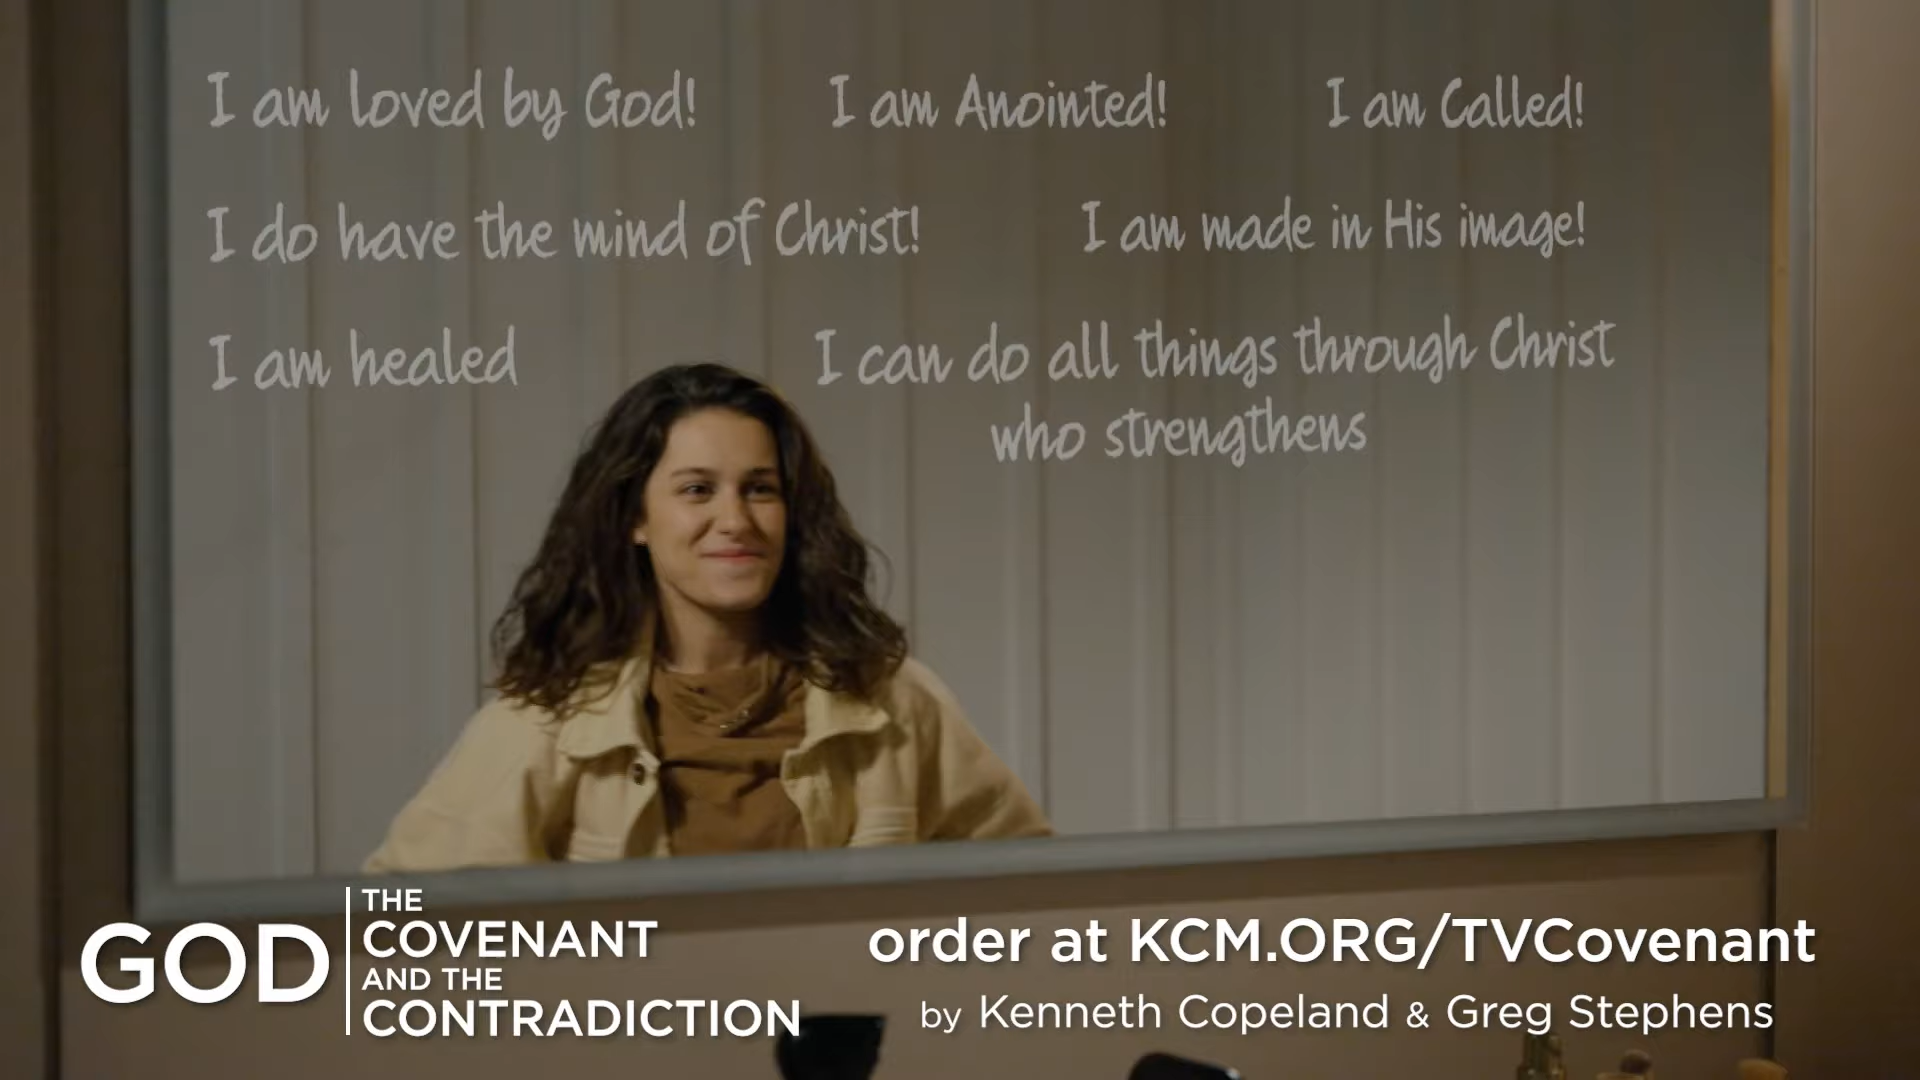 I am loved by God! I am Anointed! I am Called!
I do have the mind of Christ! I am made in His image!
I am healed I can do all things through Christ
who strengthens
GOD
THE
COVENANT
AND THE
CONTRADICTION
order at KCM.ORG/TVCovenant
by Kenneth Copeland & Greg Stephens